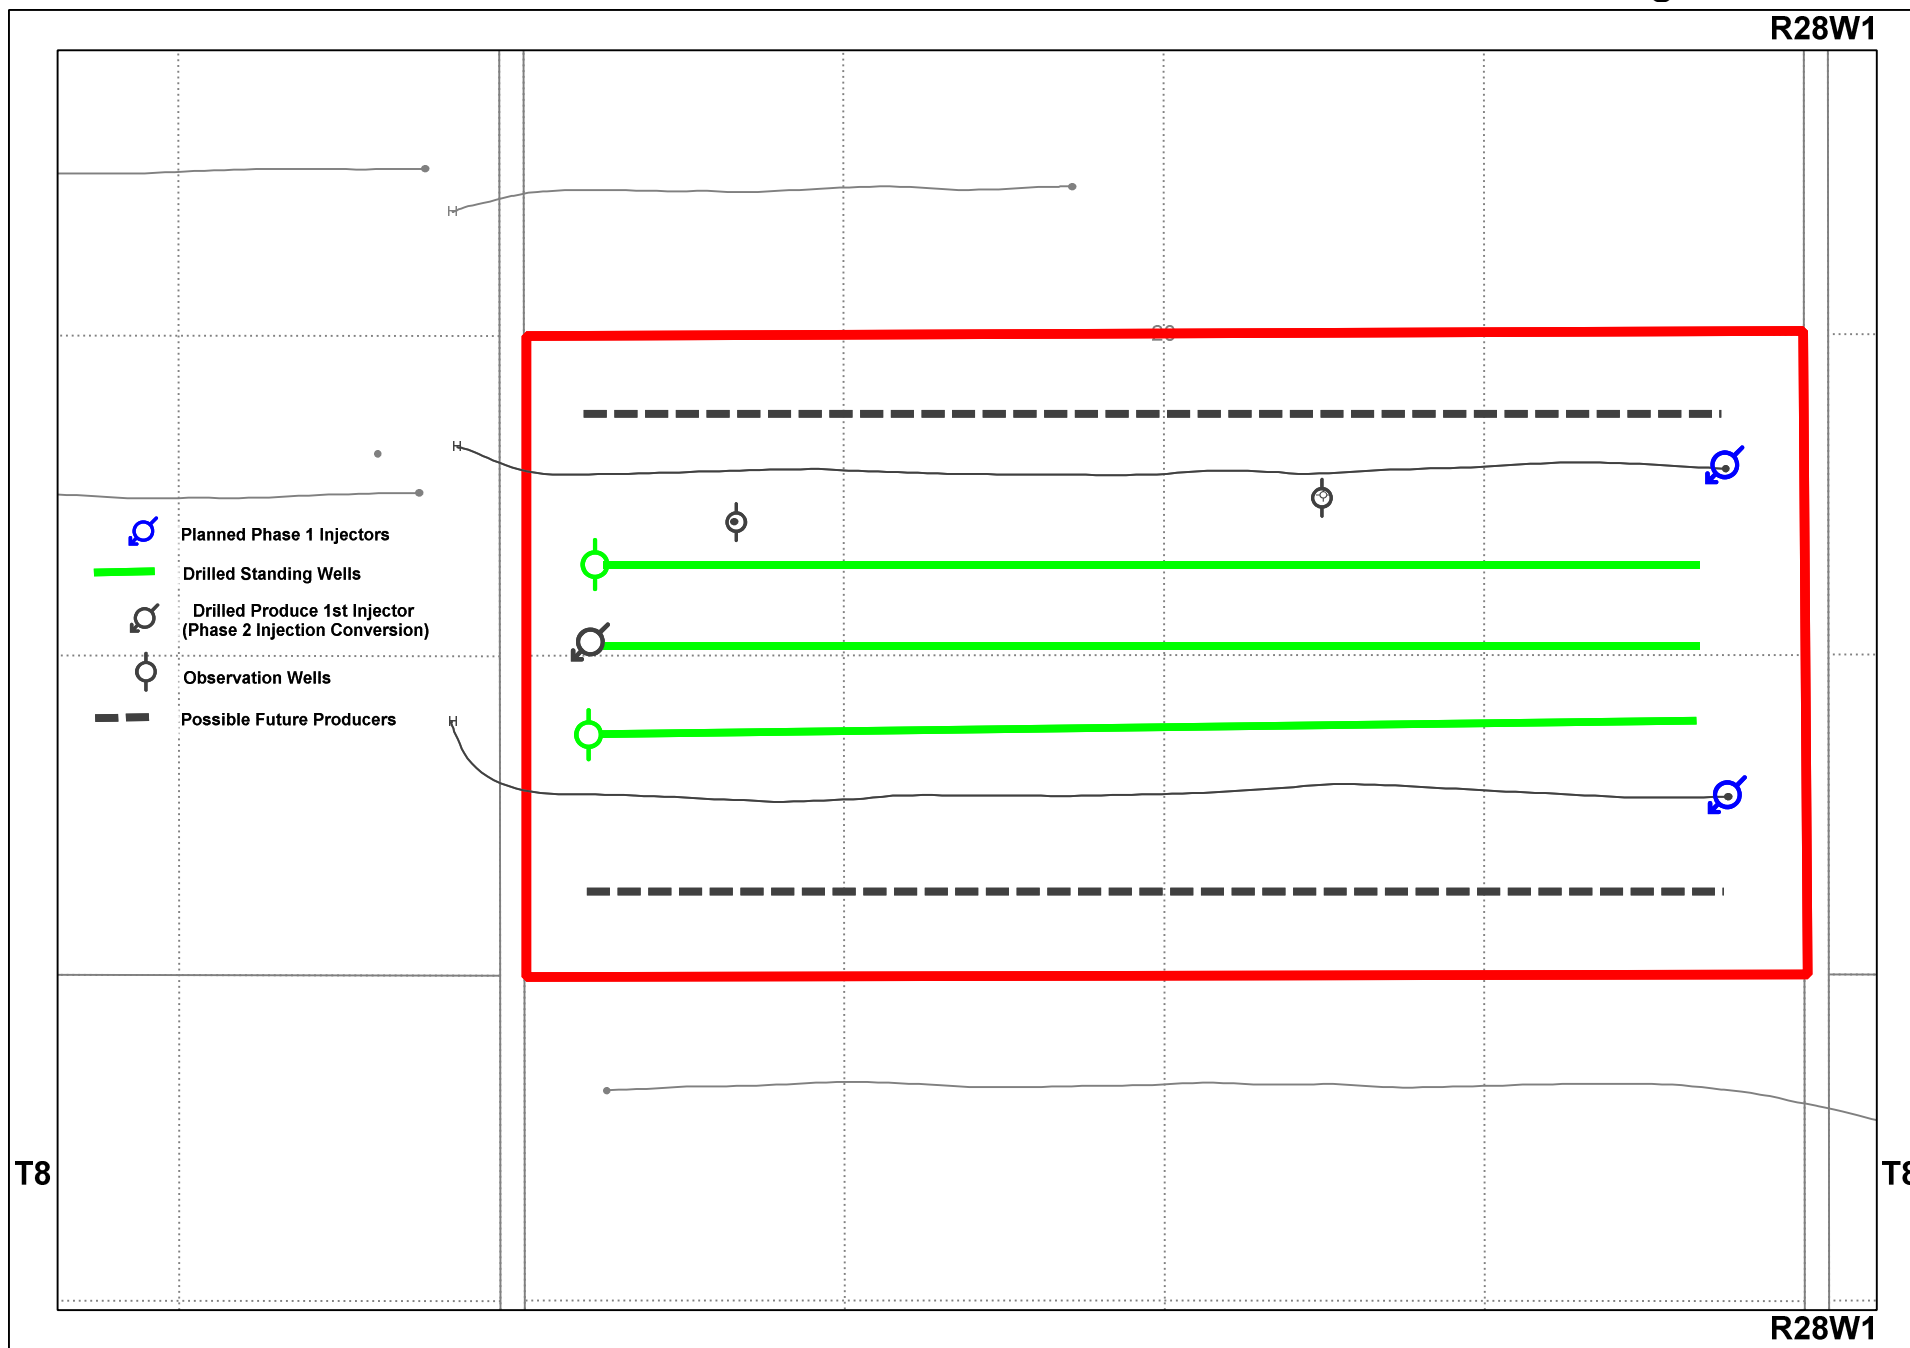 R28W1
Planned Phase 1 Injectors
Drilled Standing Wells
Drilled Produce 1st Injector
(Phase 2 Injection Conversion)
Observation Wells
H
H
H
Possible Future Producers
H
T8
T8
R28W1